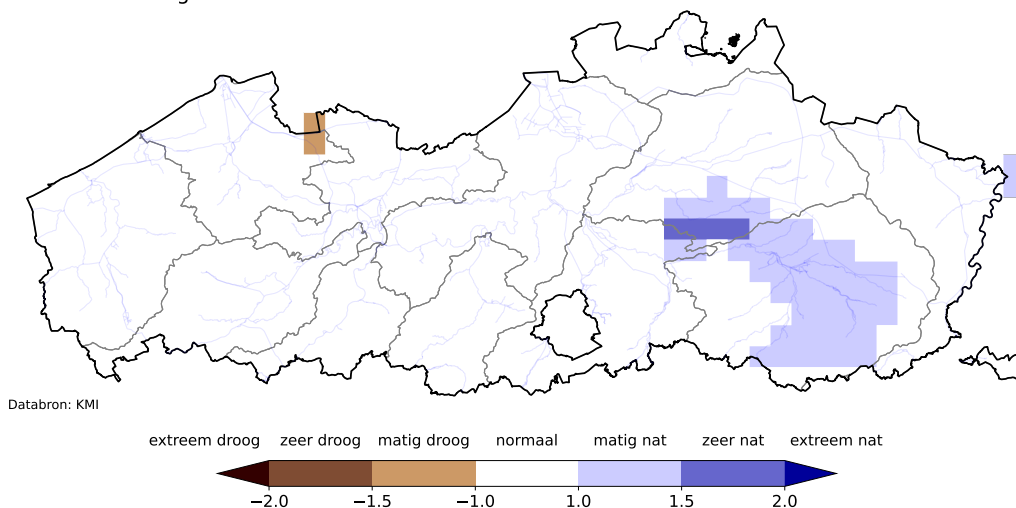 Databron: KMI
extreem droog zeer droog matig droog normaal matig nat zeer nat extreem nat
−2.0 −1.5 −1.0 1.0 1.5 2.0